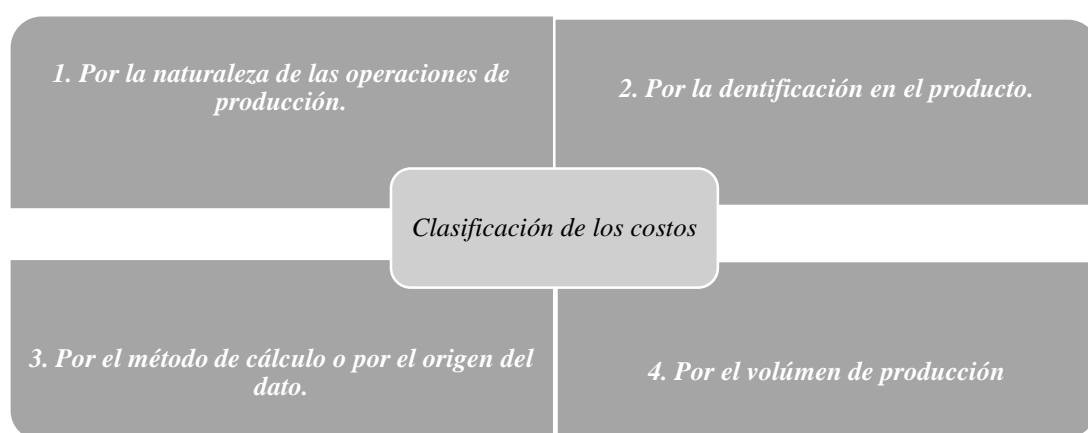 1. Por la naturaleza de las operaciones de
producción.
2. Por la dentificación en el producto.
Clasificación de los costos
3. Por el método de cálculo o por el origen del
dato.
4. Por el volúmen de producción